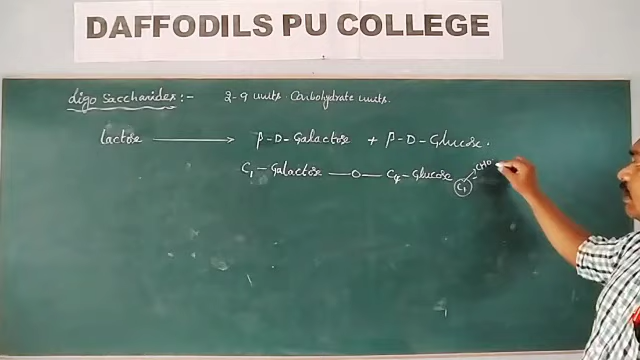 DAFFODILS PU COLLEGE
Oligo Saccharides :- 2-9 units Carbohydrate units.
lactose ⟶ β-D-Galactose + β-D-Glucose.
C₁-Galactose —O— C₄-Glucose
C₁ CHO